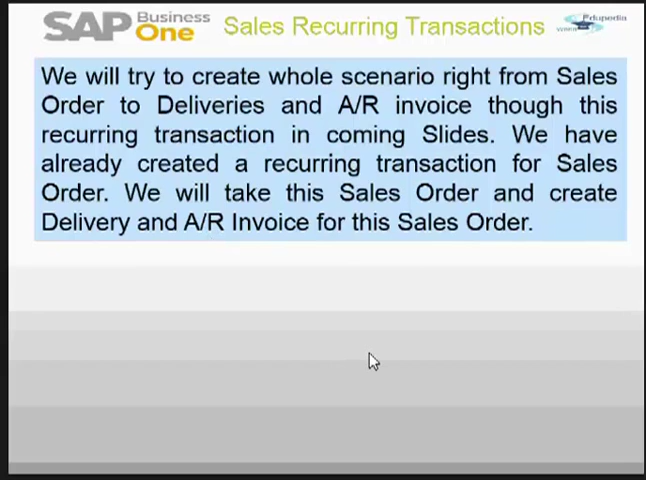 SAP Business One Sales Recurring Transactions Edupedia
We will try to create whole scenario right from Sales
Order to Deliveries and A/R invoice though this
recurring transaction in coming Slides. We have
already created a recurring transaction for Sales
Order. We will take this Sales Order and create
Delivery and A/R Invoice for this Sales Order.